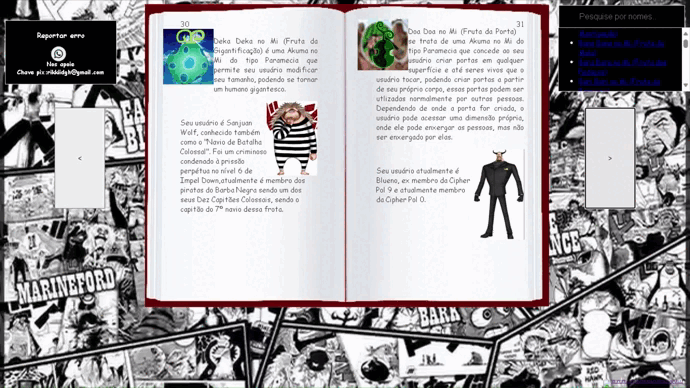 Reportar erro
Nos apoie
Chave pix:rikkiidgh@gmail.com
Pesquise por nomes...
30
Deka Deka no Mi (Fruta da
Gigantificação) é uma Akuma no
Mi do tipo Paramecia que
permite seu usuário modificar
seu tamanho, podendo se tornar
um humano gigantesco.
Seu usuário é Sanjuan
Wolf, conhecido também
como o "Navio de Batalha
Colossal". Foi um criminoso
condenado à prisão
perpétua no nível 6 de
Impel Down,atualmente é membro dos
piratas do Barba Negra sendo um dos
seus Dez Capitães Colossais, sendo o
capitão do 7º navio dessa frota.
31
Doa Doa no Mi (Fruta da Porta)
se trata de uma Akuma no Mi do
tipo Paramecia que concede ao seu
usuário criar portas em qualquer
superfície e até seres vivos que o
usuário tocar, podendo criar portas a partir
de seu próprio corpo, essas portas podem ser
utlizadas normalmente por outras pessoas.
Dependendo de onde a porta for criada, o
usuário pode acessar uma dimensão própria,
onde ele pode enxergar as pessoas, mas não
ser enxergado por elas.
Seu usuário atualmente é
Blueno, ex membro da Cipher
Pol 9 e atualmente membro
da Cipher Pol 0.
<
>
MARINEFORD